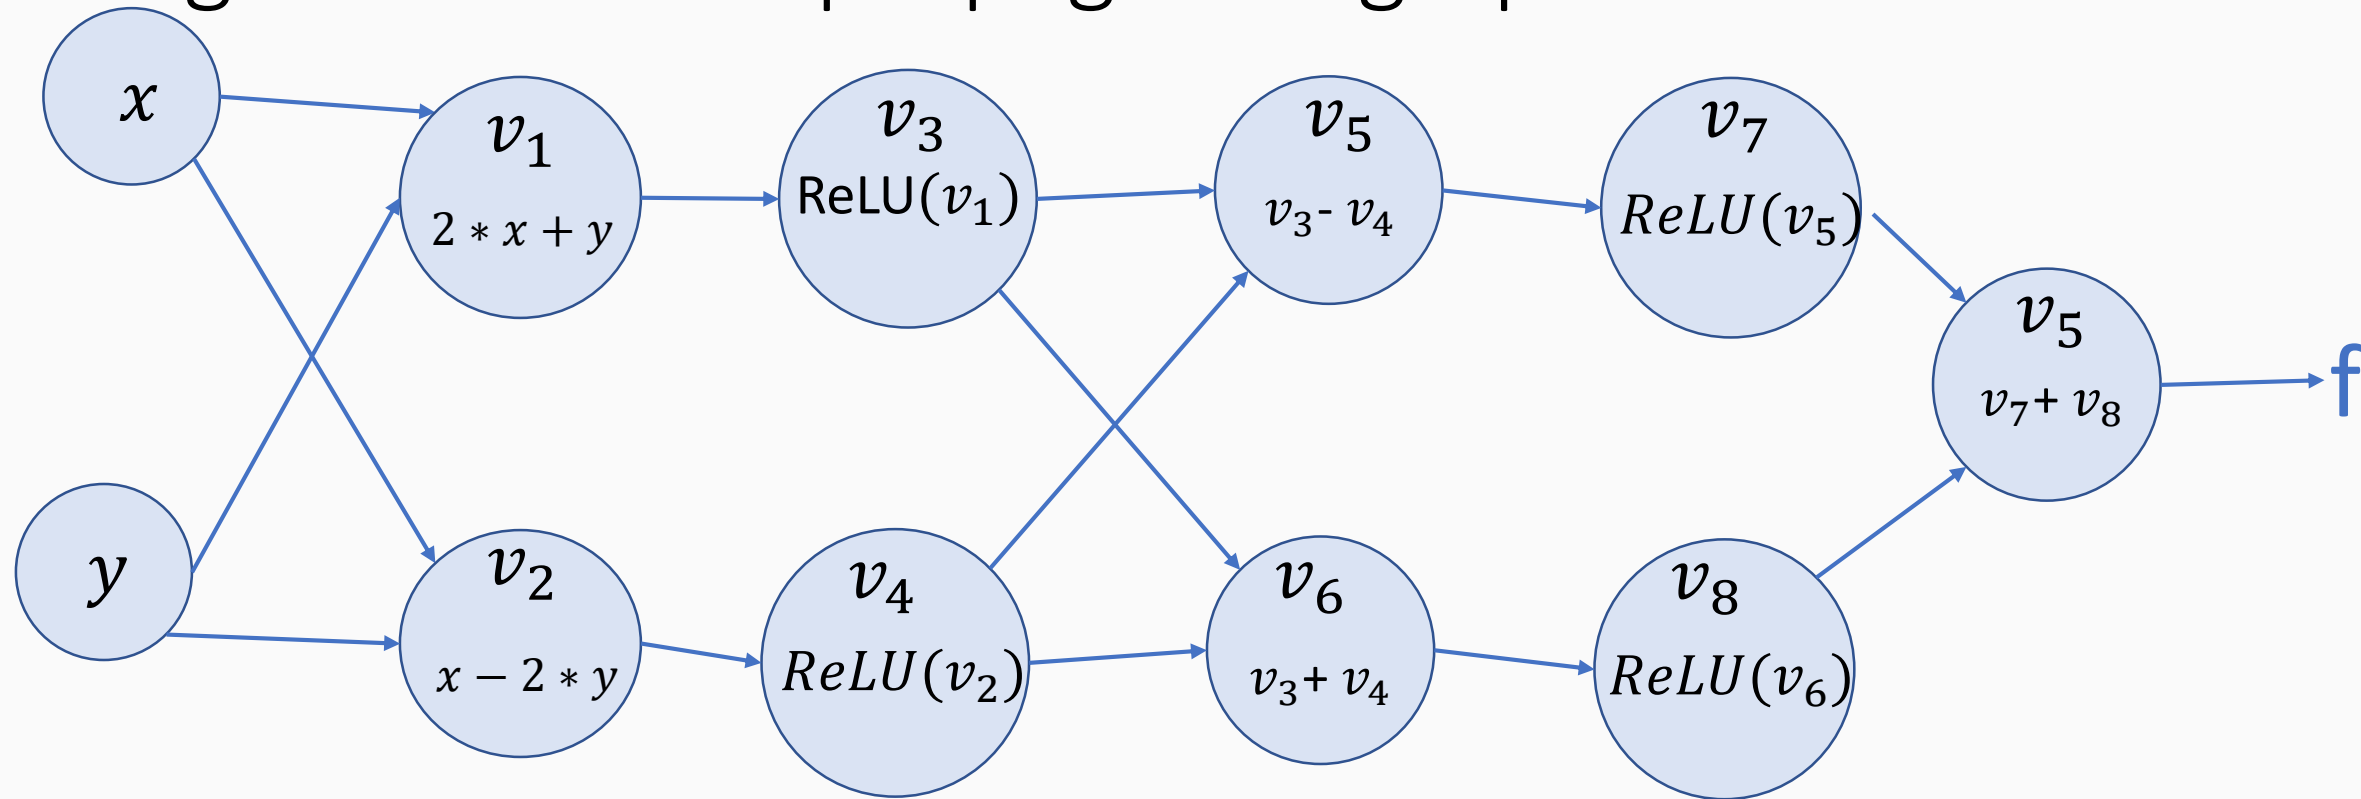 x
v₁
2 * x + y
v₃
ReLU(v₁)
v₅
v₃- v₄
v₇
ReLU(v₅)
v₅
v₇+ v₈
f
y
v₂
x − 2 * y
v₄
ReLU(v₂)
v₆
v₃+ v₄
v₈
ReLU(v₆)